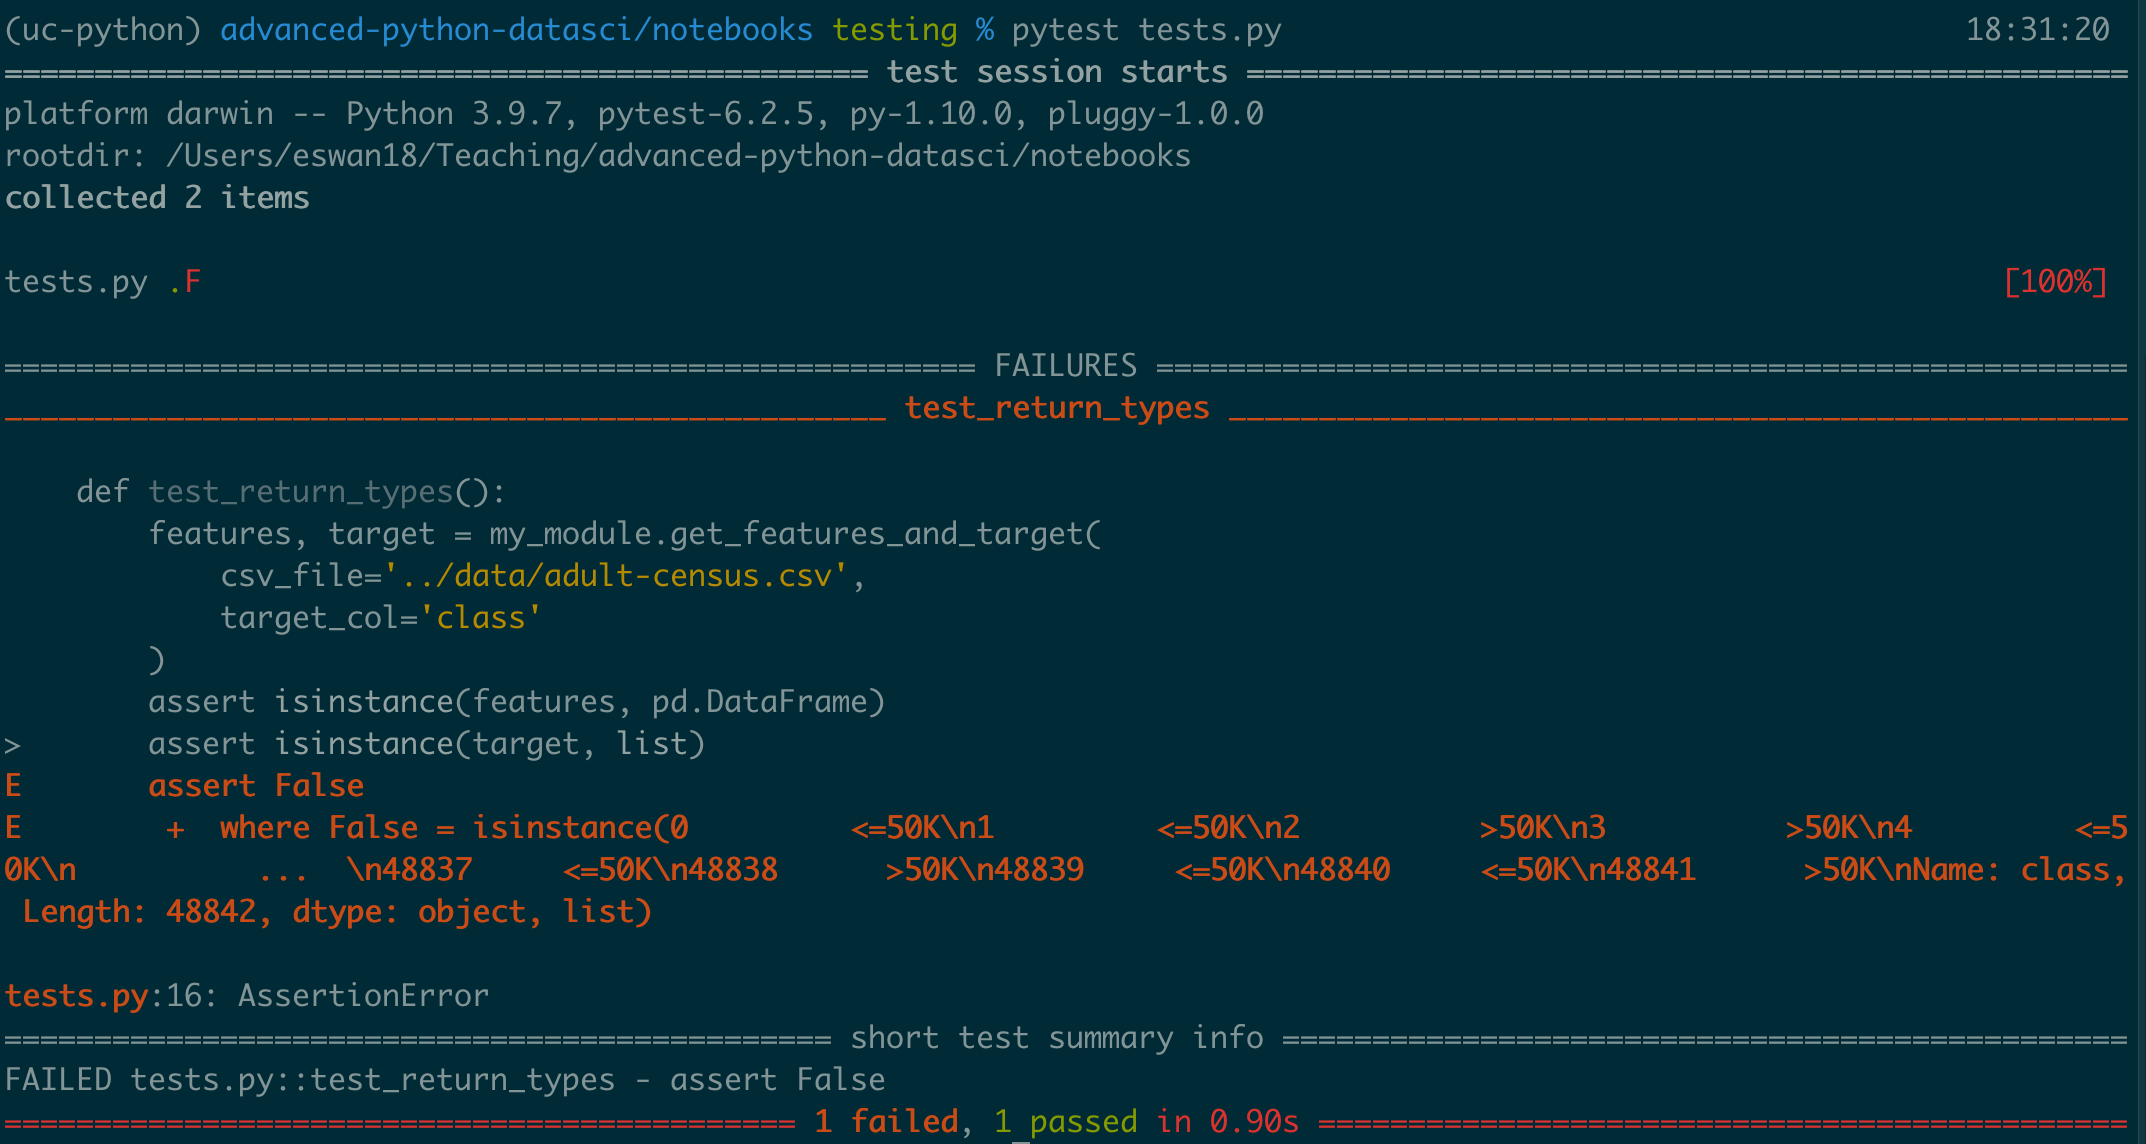 (uc-python) advanced-python-datasci/notebooks testing % pytest tests.py 18:31:20
================================================ test session starts =================================================
platform darwin -- Python 3.9.7, pytest-6.2.5, py-1.10.0, pluggy-1.0.0
rootdir: /Users/eswan18/Teaching/advanced-python-datasci/notebooks
collected 2 items
tests.py .F [100%]
====================================================== FAILURES ======================================================
_________________________________________________ test_return_types __________________________________________________
def test_return_types():
features, target = my_module.get_features_and_target(
csv_file='../data/adult-census.csv',
target_col='class'
)
assert isinstance(features, pd.DataFrame)
> assert isinstance(target, list)
E assert False
E + where False = isinstance(0 <=50K\n1 <=50K\n2 >50K\n3 >50K\n4 <=5
0K\n ... \n48837 <=50K\n48838 >50K\n48839 <=50K\n48840 <=50K\n48841 >50K\nName: class,
Length: 48842, dtype: object, list)
tests.py:16: AssertionError
============================================== short test summary info ===============================================
FAILED tests.py::test_return_types - assert False
============================================ 1 failed, 1 passed in 0.90s =============================================